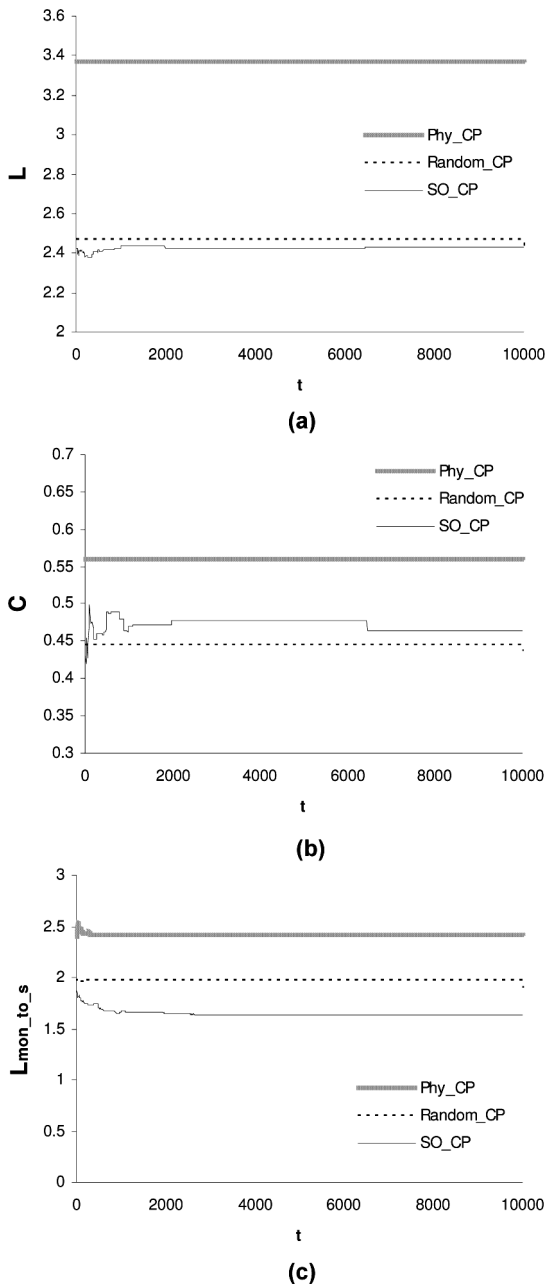 3.6
3.4
3.2
3
2.8
2.6
2.4
2.2
2
L
Phy_CP
Random_CP
SO_CP
0 2000 4000 6000 8000 10000
t
(a)
0.7
0.65
0.6
0.55
0.5
0.45
0.4
0.35
0.3
C
Phy_CP
Random_CP
SO_CP
0 2000 4000 6000 8000 10000
t
(b)
3
2.5
2
1.5
1
0.5
0
Lmon_to_s
Phy_CP
Random_CP
SO_CP
0 2000 4000 6000 8000 10000
t
(c)